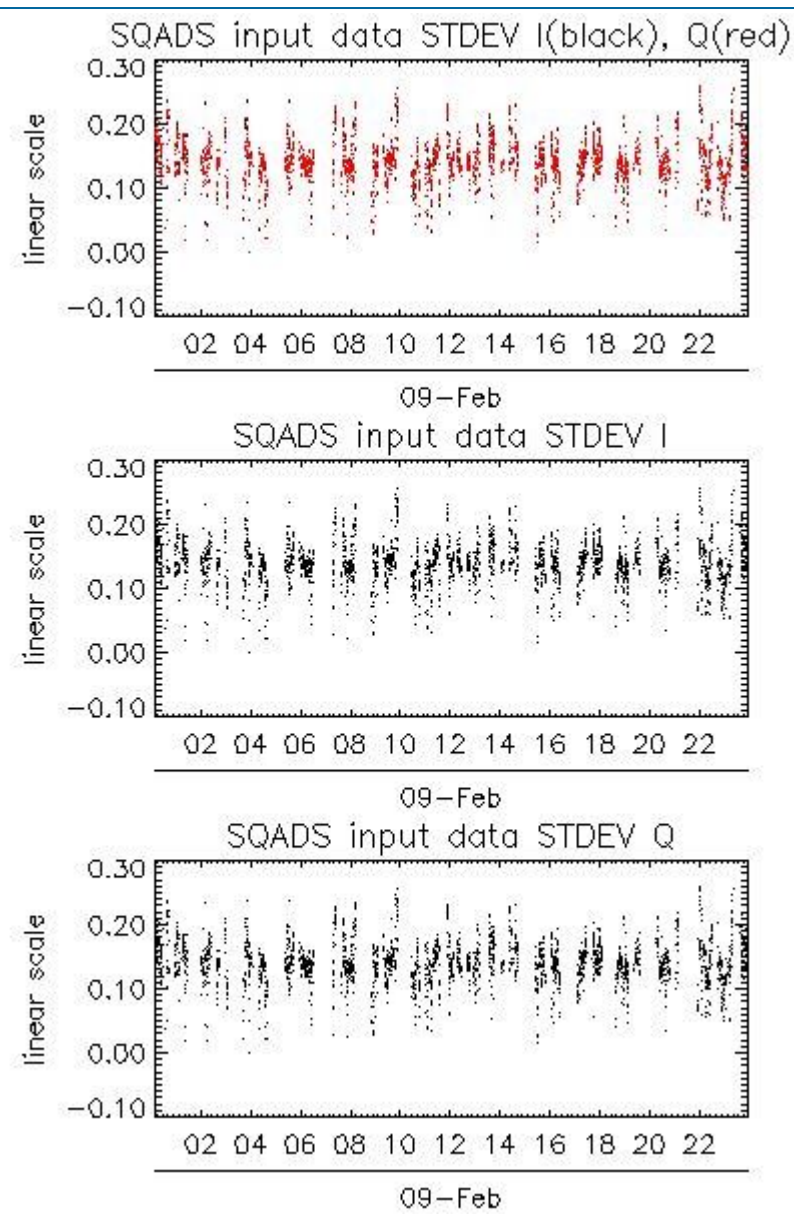 SQADS input data STDEV I(black), Q(red)
0.30
0.20
0.10
0.00
-0.10
linear scale
02 04 06 08 10 12 14 16 18 20 22
09-Feb
SQADS input data STDEV I
0.30
0.20
0.10
0.00
-0.10
linear scale
02 04 06 08 10 12 14 16 18 20 22
09-Feb
SQADS input data STDEV Q
0.30
0.20
0.10
0.00
-0.10
linear scale
02 04 06 08 10 12 14 16 18 20 22
09-Feb